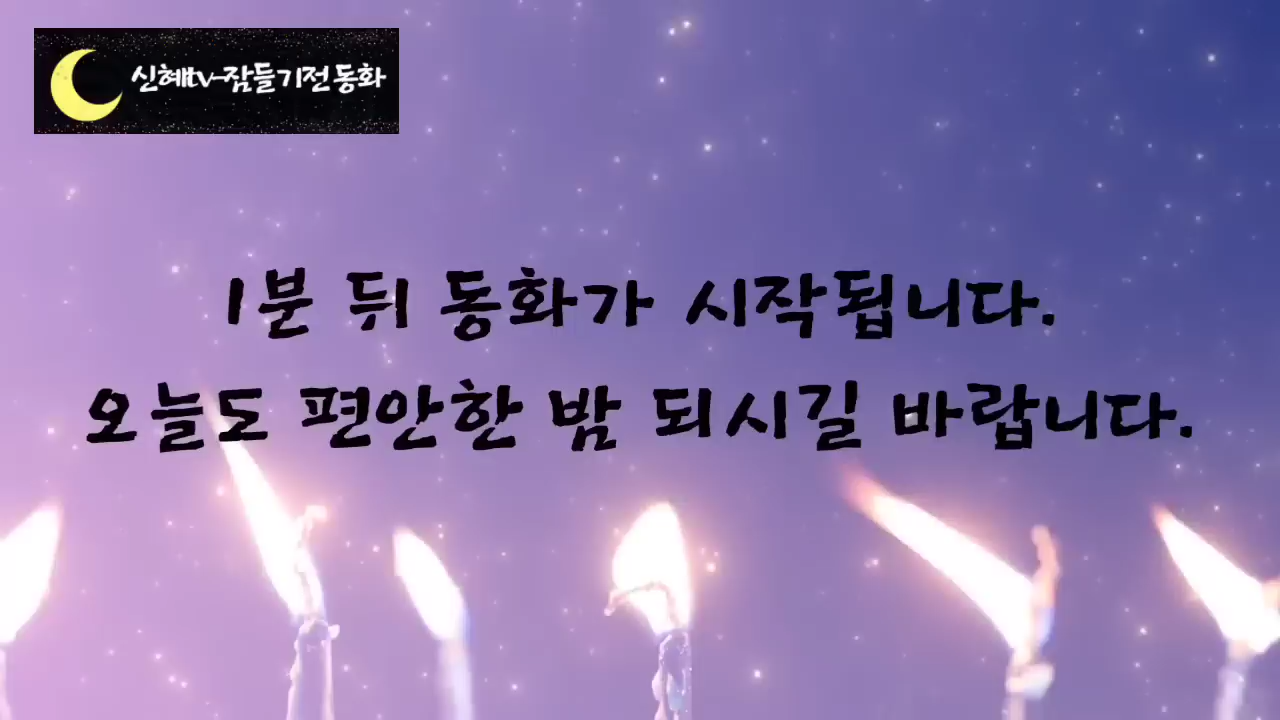 신혜tv-잠들기전 동화
1분 뒤 동화가 시작됩니다.
오늘도 편안한 밤 되시길 바랍니다.